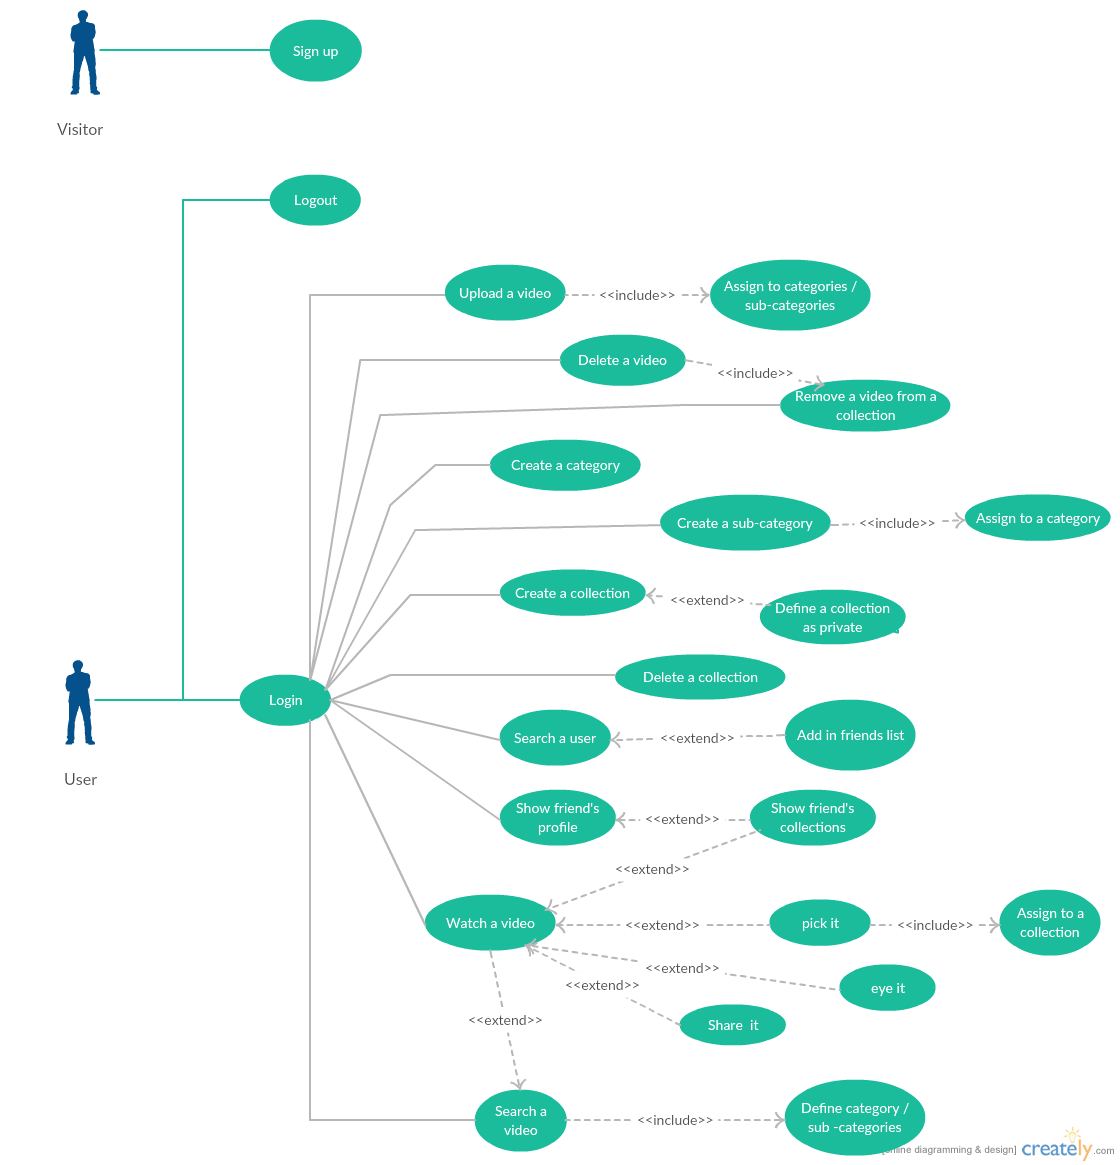 Sign up
Visitor
Logout
Upload a video
<<include>>
Assign to categories /
sub-categories
Delete a video
<<include>>
Remove a video from a
collection
Create a category
Create a sub-category
<<include>>
Assign to a category
Create a collection
<<extend>>
Define a collection
as private
Delete a collection
Login
User
Search a user
<<extend>>
Add in friends list
Show friend's
profile
<<extend>>
Show friend's
collections
<<extend>>
Watch a video
<<extend>>
pick it
<<include>>
Assign to a
collection
<<extend>>
eye it
<<extend>>
Share it
<<extend>>
Search a
video
<<include>>
Define category /
sub -categories
[online diagramming & design] creately.com